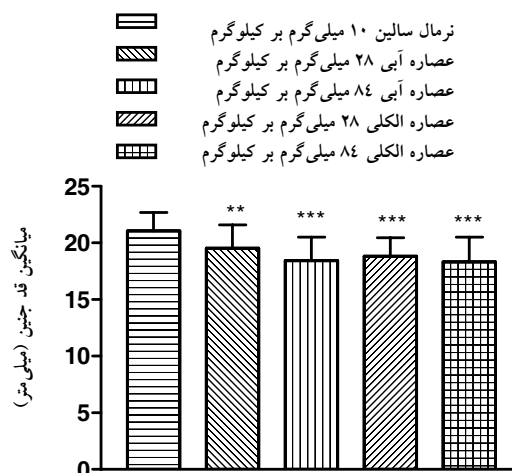 نرمال سالین ۱۰ میلی‌گرم بر کیلوگرم
عصاره آبی ۲۸ میلی‌گرم بر کیلوگرم
عصاره آبی ۸٤ میلی‌گرم بر کیلوگرم
عصاره الکلی ۲۸ میلی‌گرم بر کیلوگرم
عصاره الکلی ۸٤ میلی‌گرم بر کیلوگرم
میانگین قد جنین (میلی‌متر)
25
20
15
10
5
0
** *** *** ***